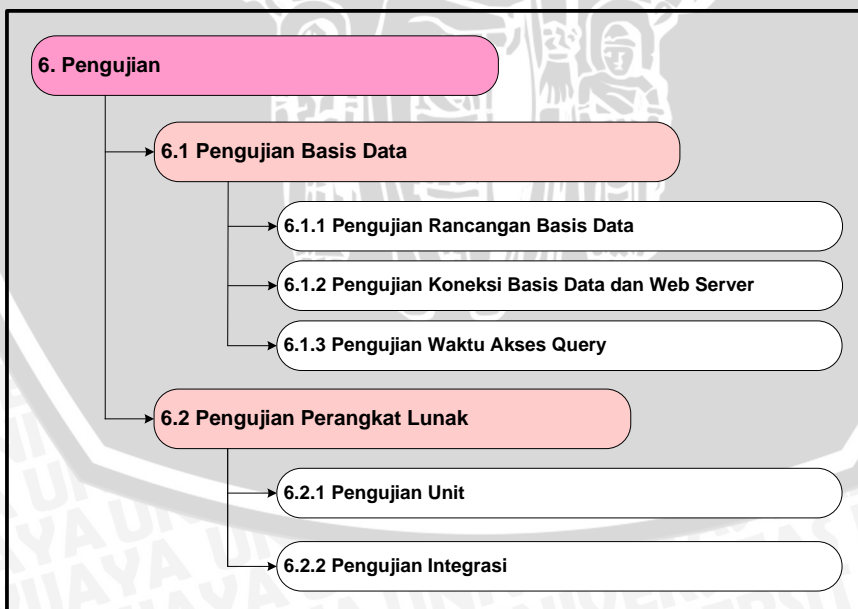 6. Pengujian
6.1 Pengujian Basis Data
6.1.1 Pengujian Rancangan Basis Data
6.1.2 Pengujian Koneksi Basis Data dan Web Server
6.1.3 Pengujian Waktu Akses Query
6.2 Pengujian Perangkat Lunak
6.2.1 Pengujian Unit
6.2.2 Pengujian Integrasi